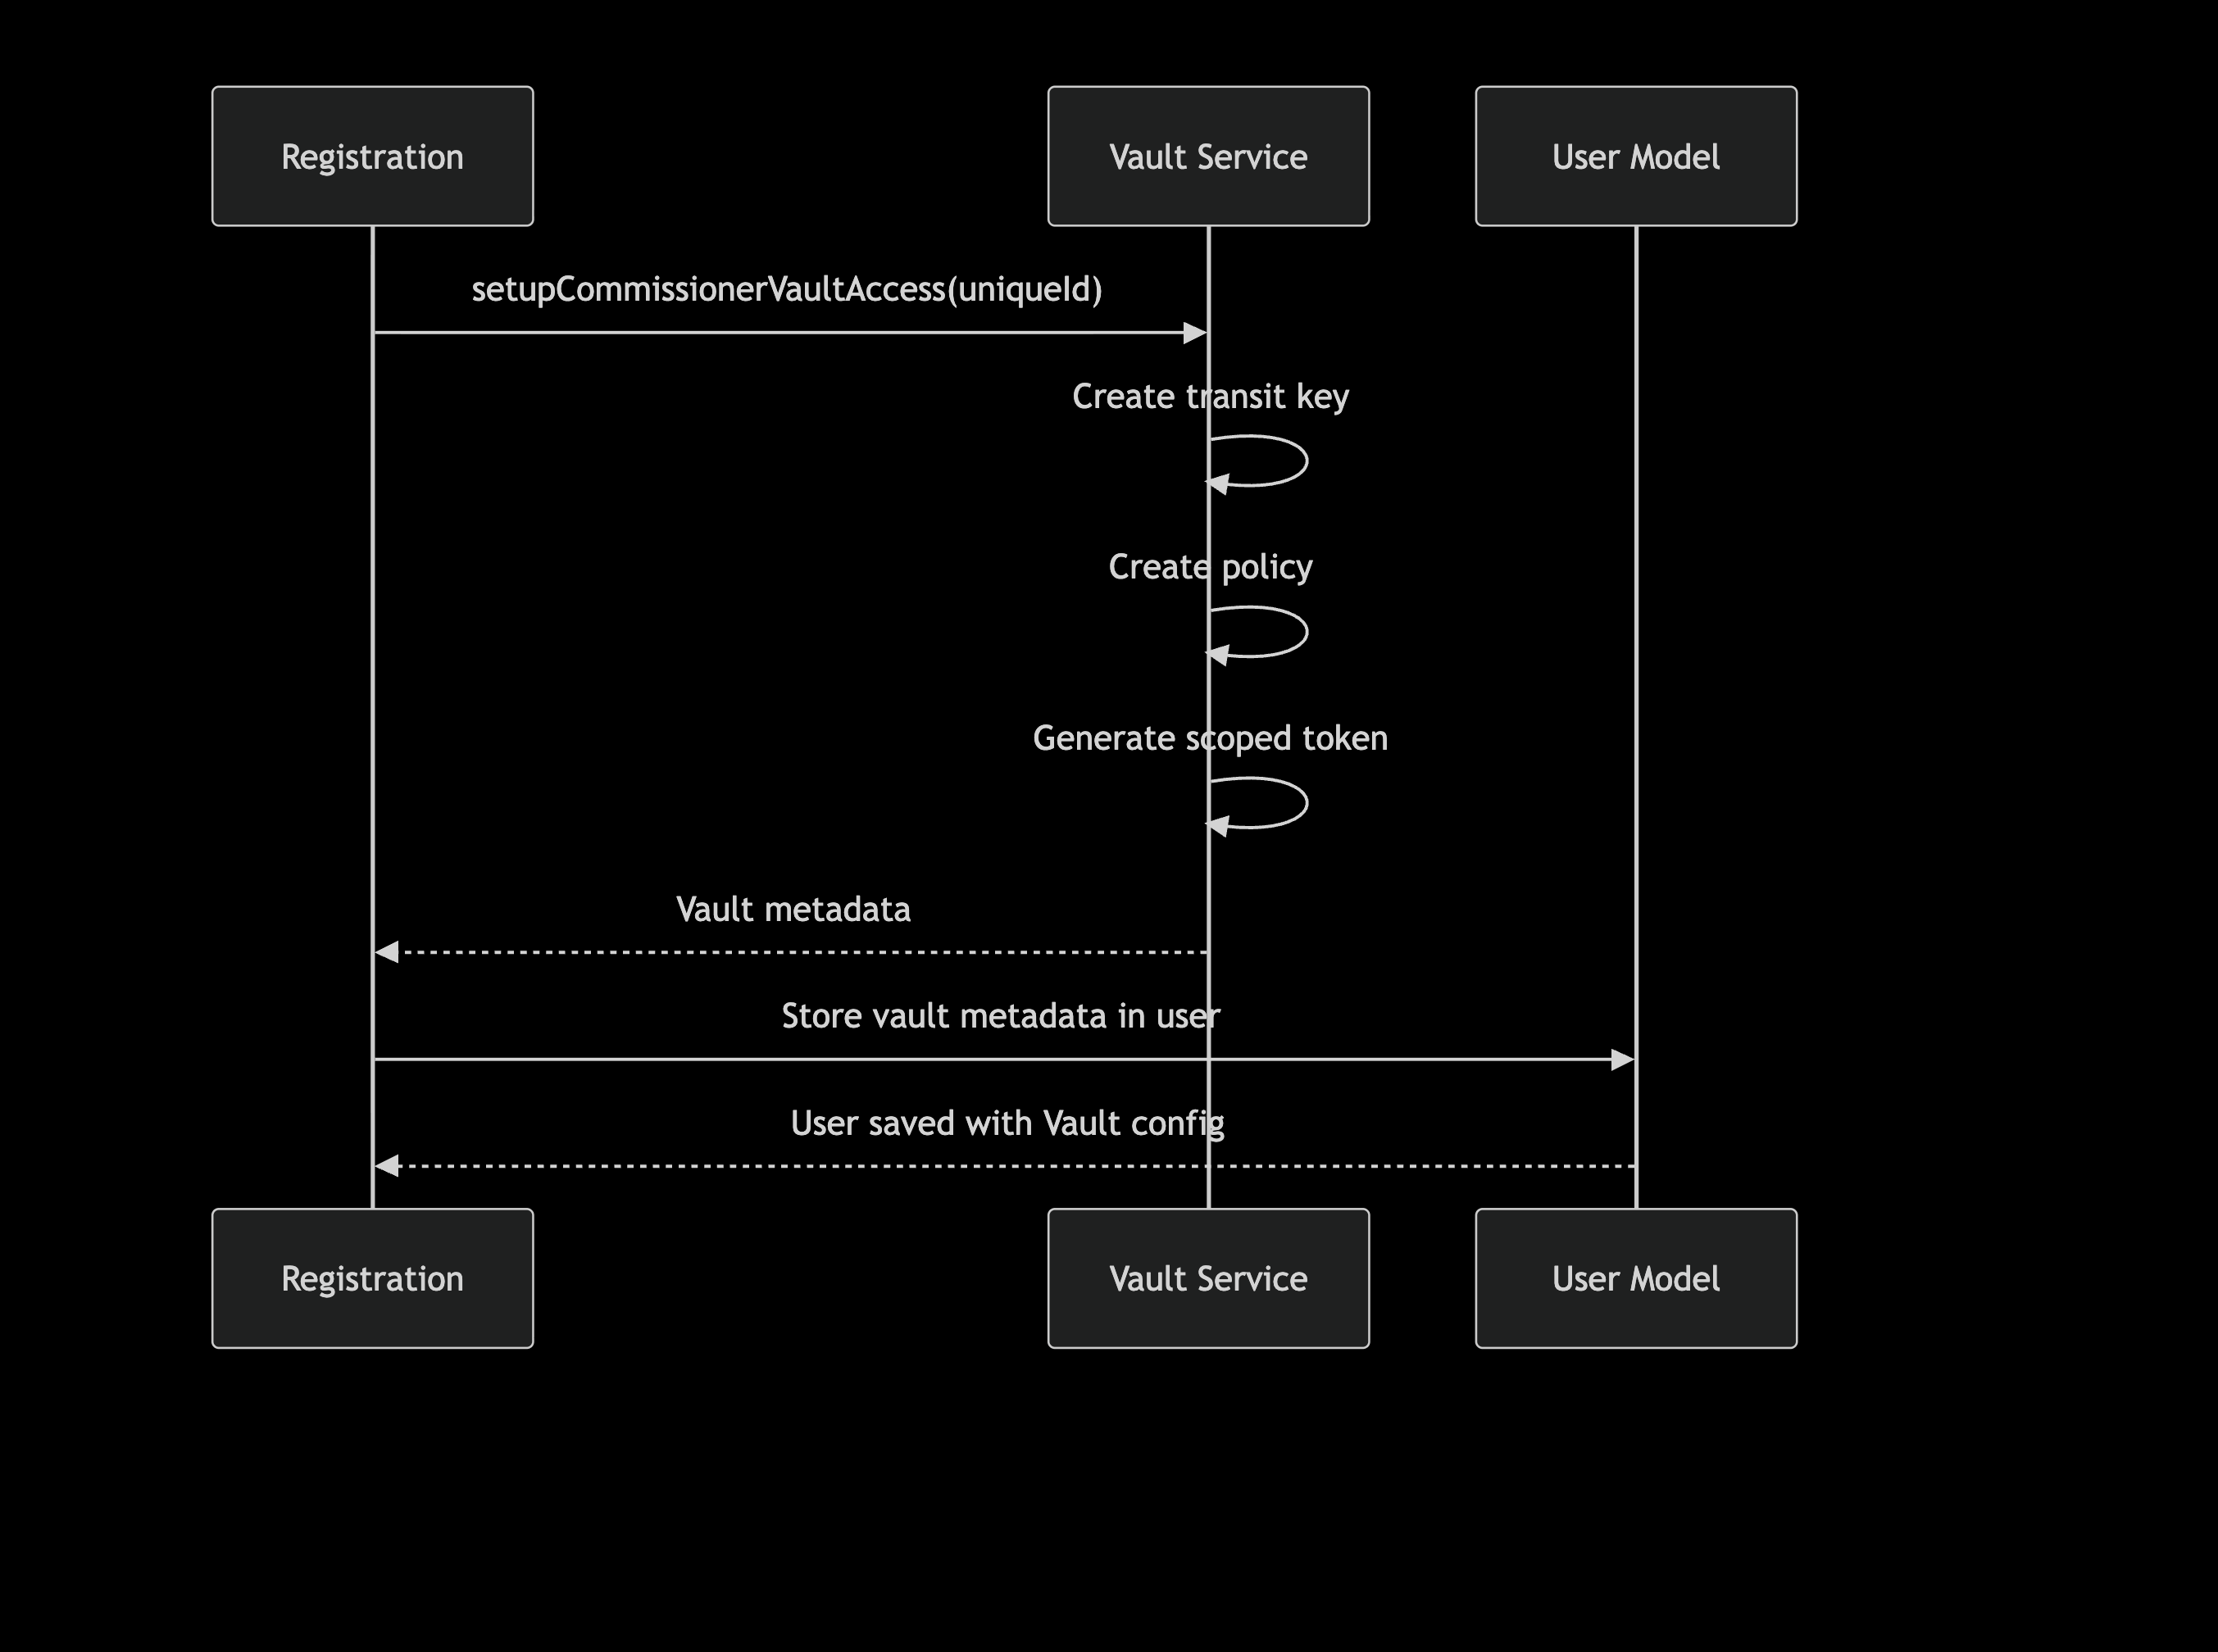 Registration
Vault Service
User Model
setupCommissionerVaultAccess(uniqueId)
Create transit key
Create policy
Generate scoped token
Vault metadata
Store vault metadata in user
User saved with Vault config
Registration
Vault Service
User Model